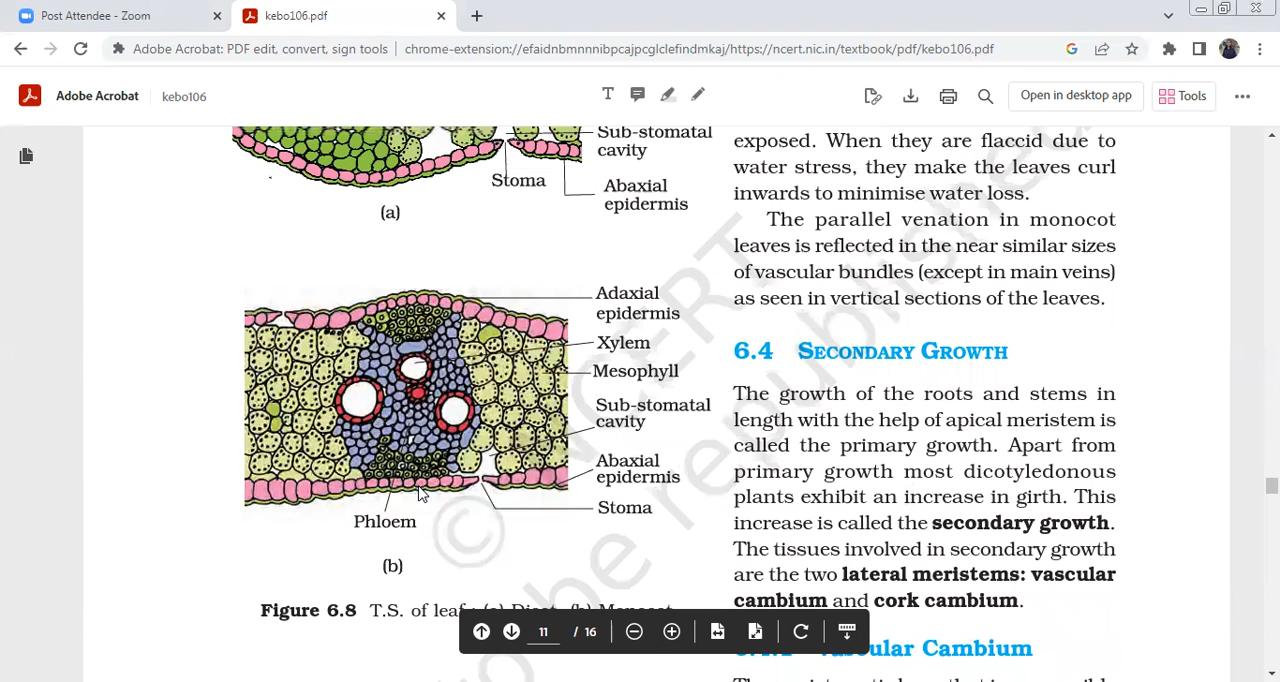 Post Attendee - Zoom
kebo106.pdf
Adobe Acrobat: PDF edit, convert, sign tools
chrome-extension://efaidnbmnnnibpcajpcglclefindmkaj/https://ncert.nic.in/textbook/pdf/kebo106.pdf
Adobe Acrobat
kebo106
Open in desktop app
Tools
Sub-stomatal
cavity
Stoma
Abaxial
epidermis
(a)
Adaxial
epidermis
Xylem
Mesophyll
Sub-stomatal
cavity
Abaxial
epidermis
Stoma
Phloem
(b)
Figure 6.8 T.S. of leaf
exposed. When they are flaccid due to
water stress, they make the leaves curl
inwards to minimise water loss.
The parallel venation in monocot
leaves is reflected in the near similar sizes
of vascular bundles (except in main veins)
as seen in vertical sections of the leaves.
6.4 SECONDARY GROWTH
The growth of the roots and stems in
length with the help of apical meristem is
called the primary growth. Apart from
primary growth most dicotyledonous
plants exhibit an increase in girth. This
increase is called the secondary growth.
The tissues involved in secondary growth
are the two lateral meristems: vascular
cambium and cork cambium.
Vascular Cambium
11 / 16
© NCERT
be republished